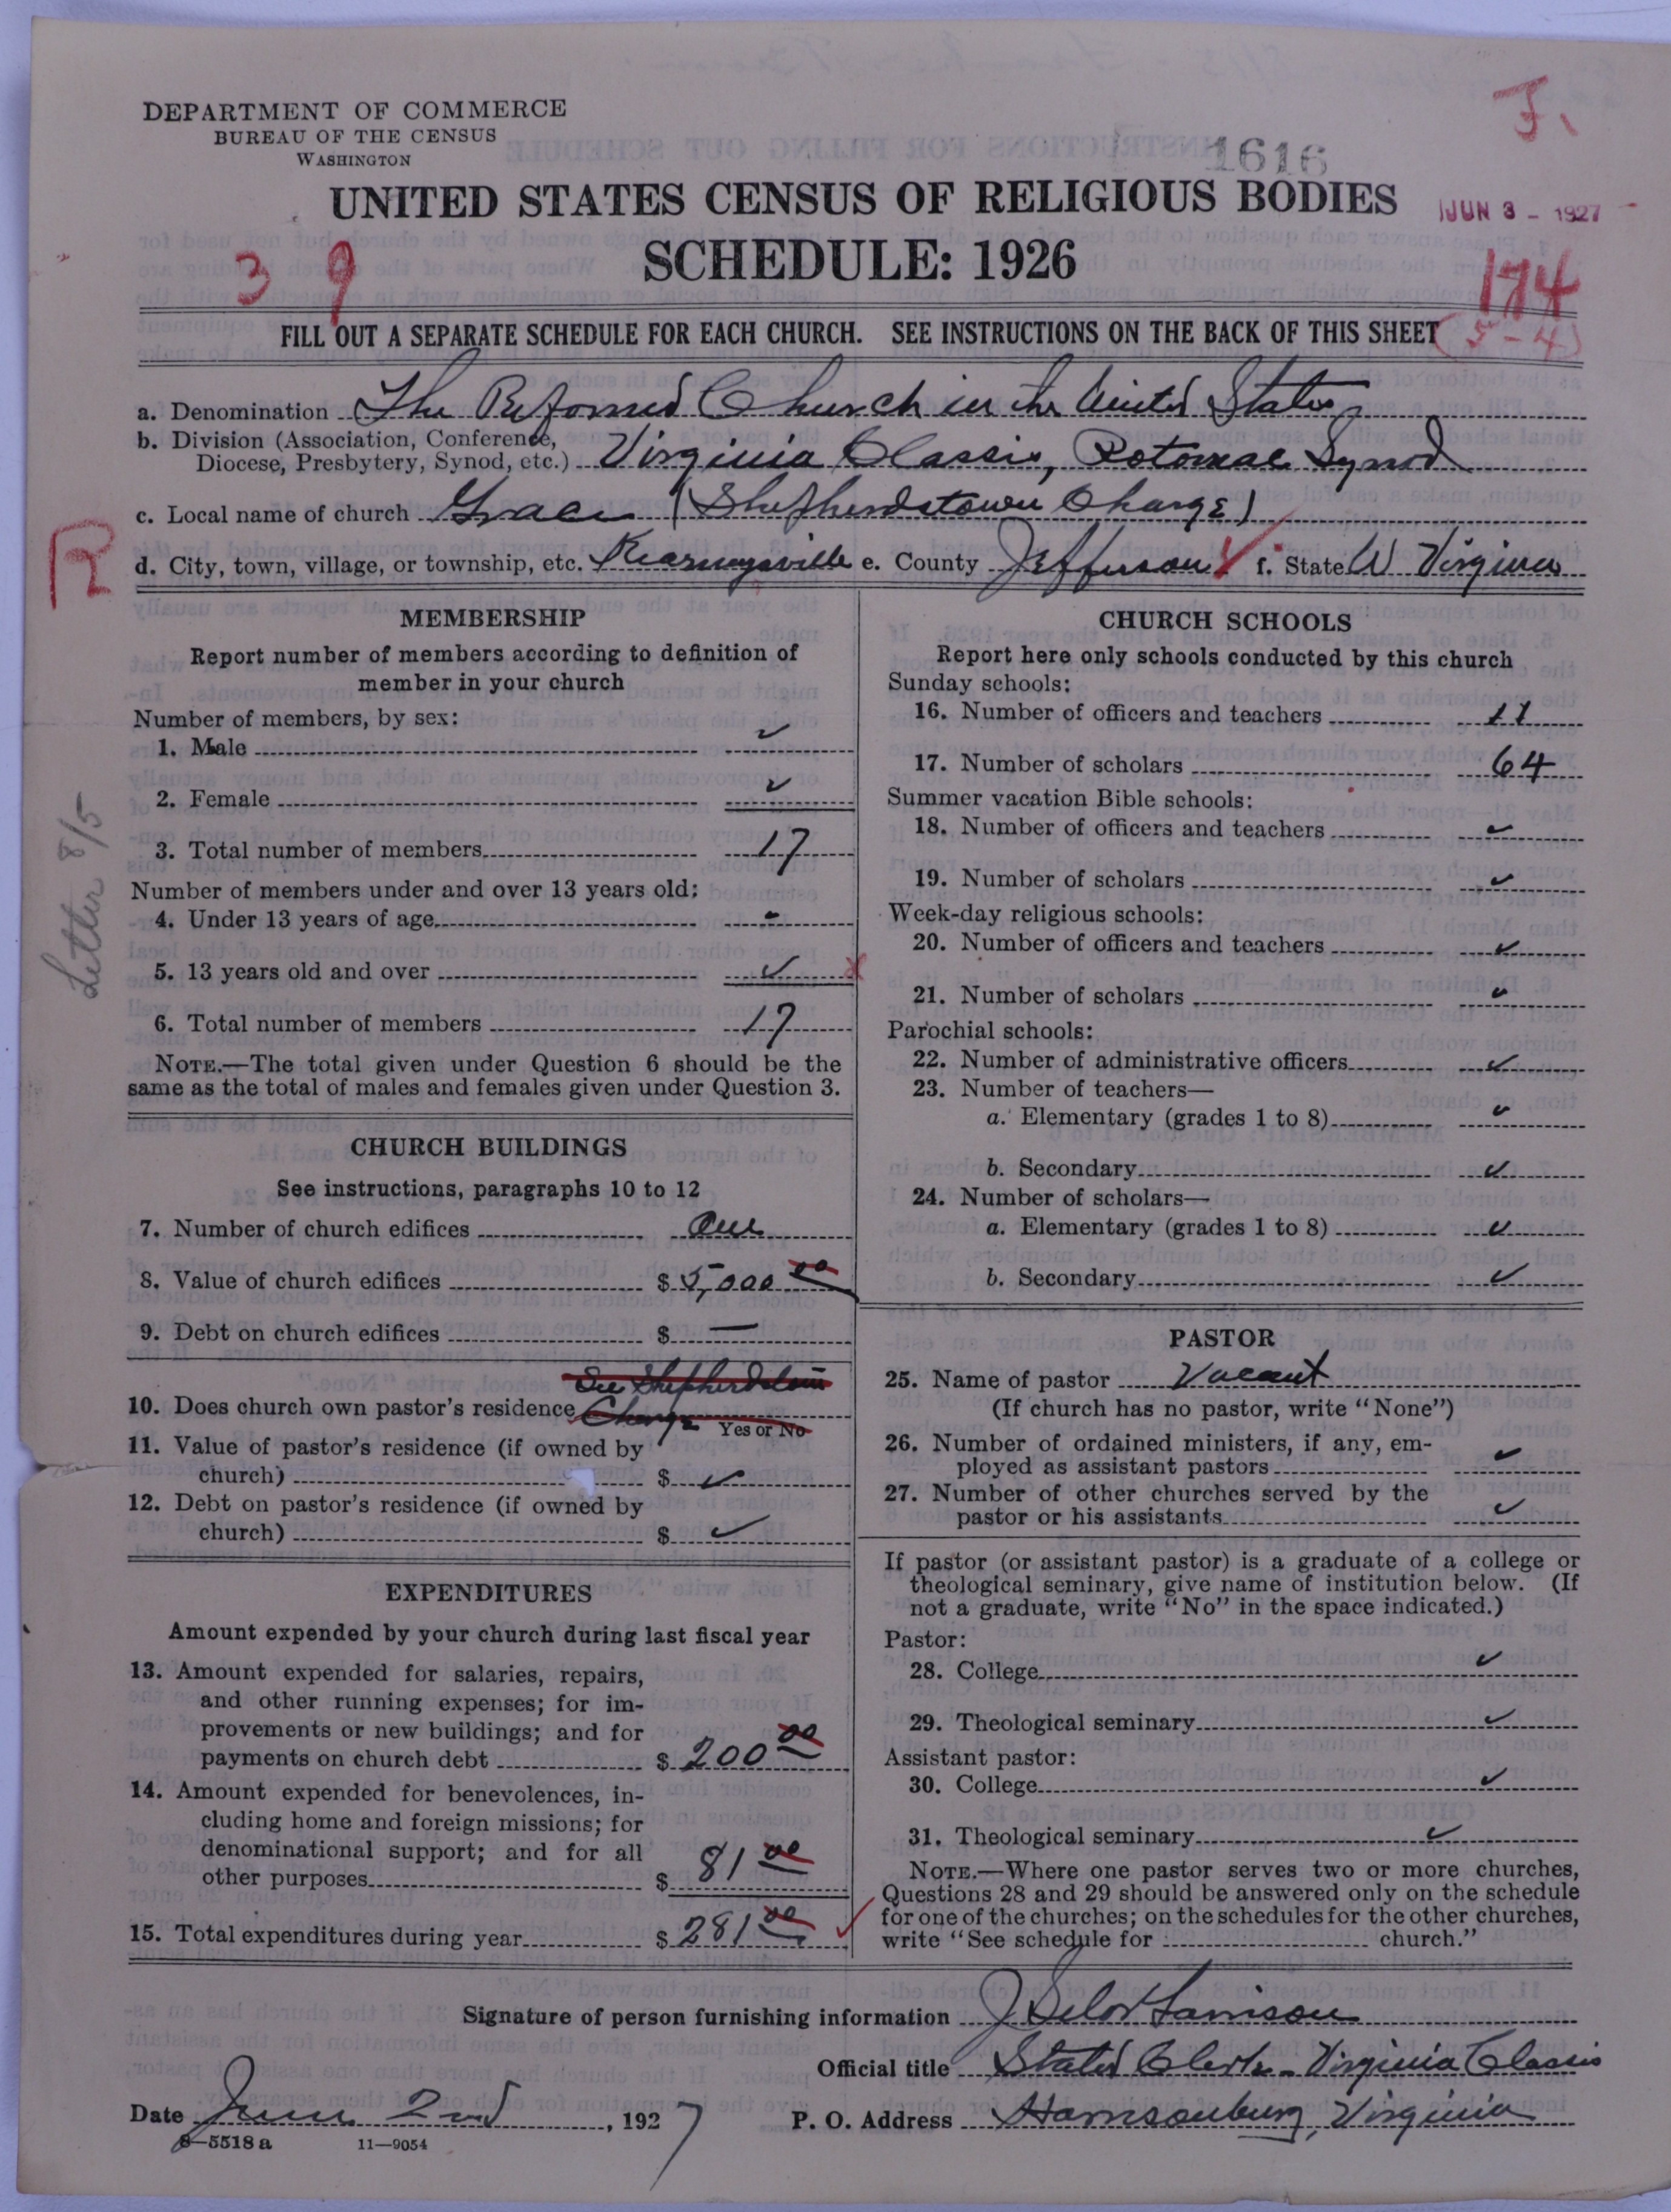 DEPARTMENT OF COMMERCE
BUREAU OF THE CENSUS
WASHINGTON
J.
1616
UNITED STATES CENSUS OF RELIGIOUS BODIES
JUN 3 - 1927
SCHEDULE: 1926
3 9
174
FILL OUT A SEPARATE SCHEDULE FOR EACH CHURCH. SEE INSTRUCTIONS ON THE BACK OF THIS SHEET
(5-4)
a. Denomination The Reformed Church in the United States
b. Division (Association, Conference,
Diocese, Presbytery, Synod, etc.) Virginia Classis, Potomac Synod
c. Local name of church Grace (Shepherdstown Charge)
R
d. City, town, village, or township, etc. Kearneysville e. County Jefferson f. State W Virginia
MEMBERSHIP
Report number of members according to definition of
member in your church
Number of members, by sex:
1. Male ✓
2. Female ✓
3. Total number of members 17
Number of members under and over 13 years old:
4. Under 13 years of age -
5. 13 years old and over ✓ x
6. Total number of members 17
NOTE.—The total given under Question 6 should be the
same as the total of males and females given under Question 3.
Letter 8/5
CHURCH BUILDINGS
See instructions, paragraphs 10 to 12
7. Number of church edifices One
8. Value of church edifices $ 5,000 00
9. Debt on church edifices $ —
See Shepherdstown
10. Does church own pastor's residence Charge
Yes or No
11. Value of pastor's residence (if owned by
church) $ ✓
12. Debt on pastor's residence (if owned by
church) $ ✓
EXPENDITURES
Amount expended by your church during last fiscal year
13. Amount expended for salaries, repairs,
and other running expenses; for im-
provements or new buildings; and for
payments on church debt $ 200 00
14. Amount expended for benevolences, in-
cluding home and foreign missions; for
denominational support; and for all
other purposes $ 81 00
15. Total expenditures during year $ 281 00 ✓
CHURCH SCHOOLS
Report here only schools conducted by this church
Sunday schools:
16. Number of officers and teachers 11
17. Number of scholars 64
Summer vacation Bible schools:
18. Number of officers and teachers ✓
19. Number of scholars ✓
Week-day religious schools:
20. Number of officers and teachers ✓
21. Number of scholars ✓
Parochial schools:
22. Number of administrative officers ✓
23. Number of teachers—
a. Elementary (grades 1 to 8) ✓
b. Secondary ✓
24. Number of scholars—
a. Elementary (grades 1 to 8) ✓
b. Secondary ✓
PASTOR
25. Name of pastor Vacant
(If church has no pastor, write "None")
26. Number of ordained ministers, if any, em-
ployed as assistant pastors ✓
27. Number of other churches served by the
pastor or his assistants ✓
If pastor (or assistant pastor) is a graduate of a college or
theological seminary, give name of institution below. (If
not a graduate, write "No" in the space indicated.)
Pastor:
28. College ✓
29. Theological seminary ✓
Assistant pastor:
30. College ✓
31. Theological seminary ✓
NOTE.—Where one pastor serves two or more churches,
Questions 28 and 29 should be answered only on the schedule
for one of the churches; on the schedules for the other churches,
write "See schedule for church."
Signature of person furnishing information J Silor Garrison
Official title Stated Clerk - Virginia Classis
Date June 2nd, 1927
P. O. Address Harrisonburg, Virginia
8—5518 a 11—9054